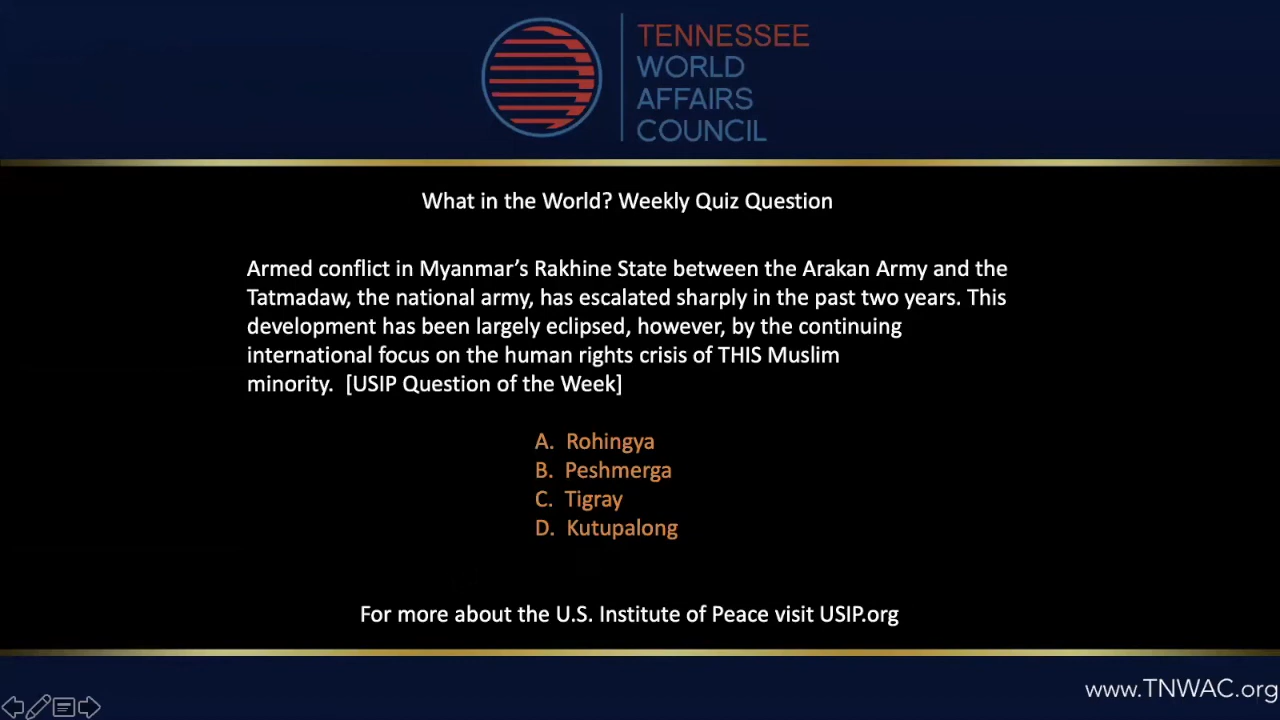 TENNESSEE
WORLD
AFFAIRS
COUNCIL
What in the World? Weekly Quiz Question
Armed conflict in Myanmar’s Rakhine State between the Arakan Army and the
Tatmadaw, the national army, has escalated sharply in the past two years. This
development has been largely eclipsed, however, by the continuing
international focus on the human rights crisis of THIS Muslim
minority.  [USIP Question of the Week]
A.  Rohingya
B.  Peshmerga
C.  Tigray
D.  Kutupalong
For more about the U.S. Institute of Peace visit USIP.org
www.TNWAC.org